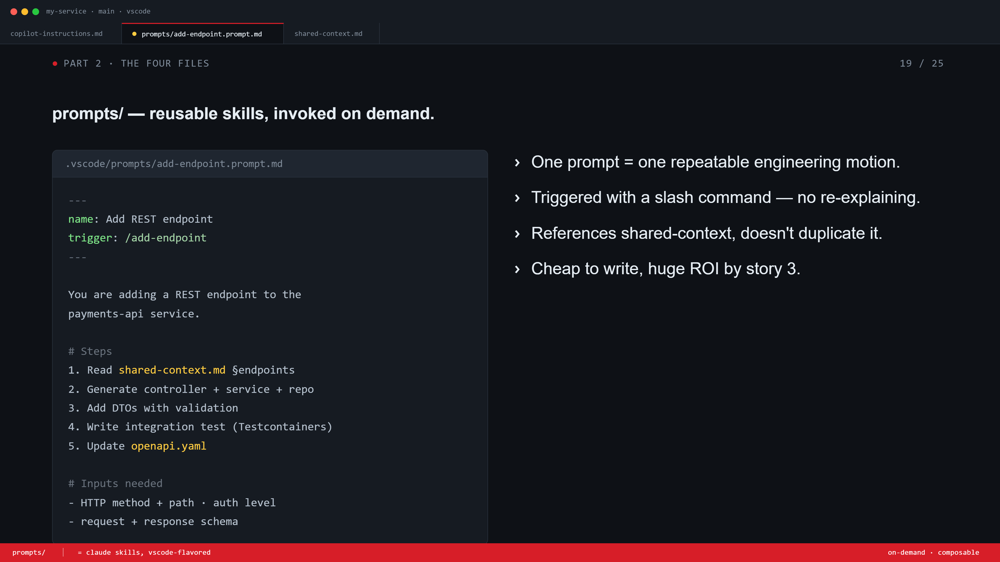 my-service · main · vscode
copilot-instructions.md
prompts/add-endpoint.prompt.md
shared-context.md
PART 2 · THE FOUR FILES
19 / 25
prompts/ — reusable skills, invoked on demand.
.vscode/prompts/add-endpoint.prompt.md
---
name: Add REST endpoint
trigger: /add-endpoint
---
You are adding a REST endpoint to the
payments-api service.
# Steps
1. Read shared-context.md §endpoints
2. Generate controller + service + repo
3. Add DTOs with validation
4. Write integration test (Testcontainers)
5. Update openapi.yaml
# Inputs needed
- HTTP method + path · auth level
- request + response schema
› One prompt = one repeatable engineering motion.
› Triggered with a slash command — no re-explaining.
› References shared-context, doesn't duplicate it.
› Cheap to write, huge ROI by story 3.
prompts/
= claude skills, vscode-flavored
on-demand · composable